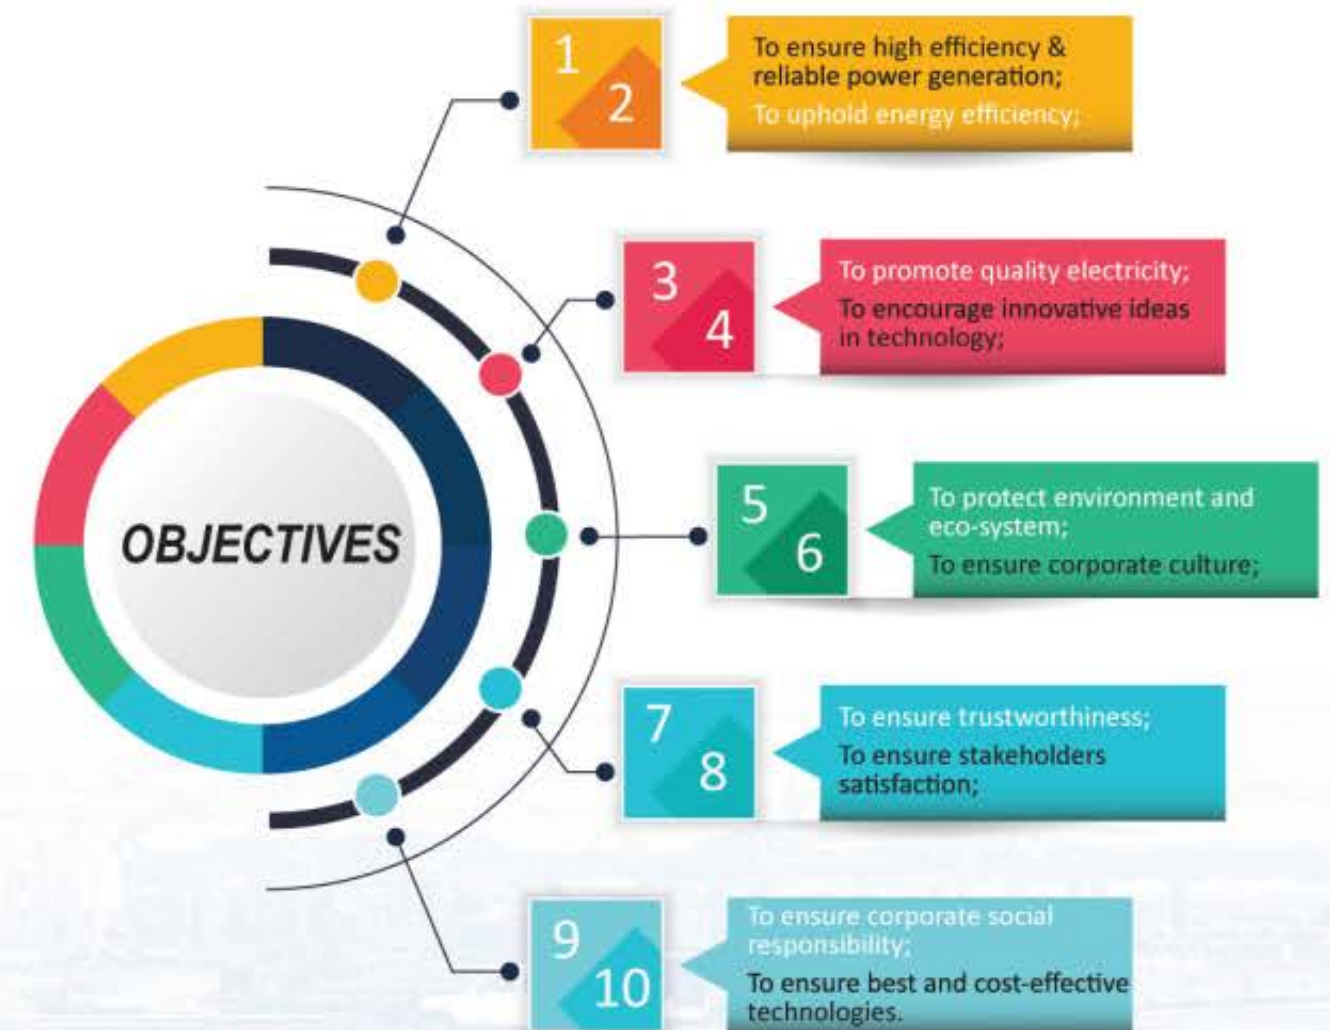 1
2
To ensure high efficiency &
reliable power generation;
To uphold energy efficiency;
3
4
To promote quality electricity;
To encourage innovative ideas
in technology;
OBJECTIVES
5
6
To protect environment and
eco-system;
To ensure corporate culture;
7
8
To ensure trustworthiness;
To ensure stakeholders
satisfaction;
9
10
To ensure corporate social
responsibility;
To ensure best and cost-effective
technologies.